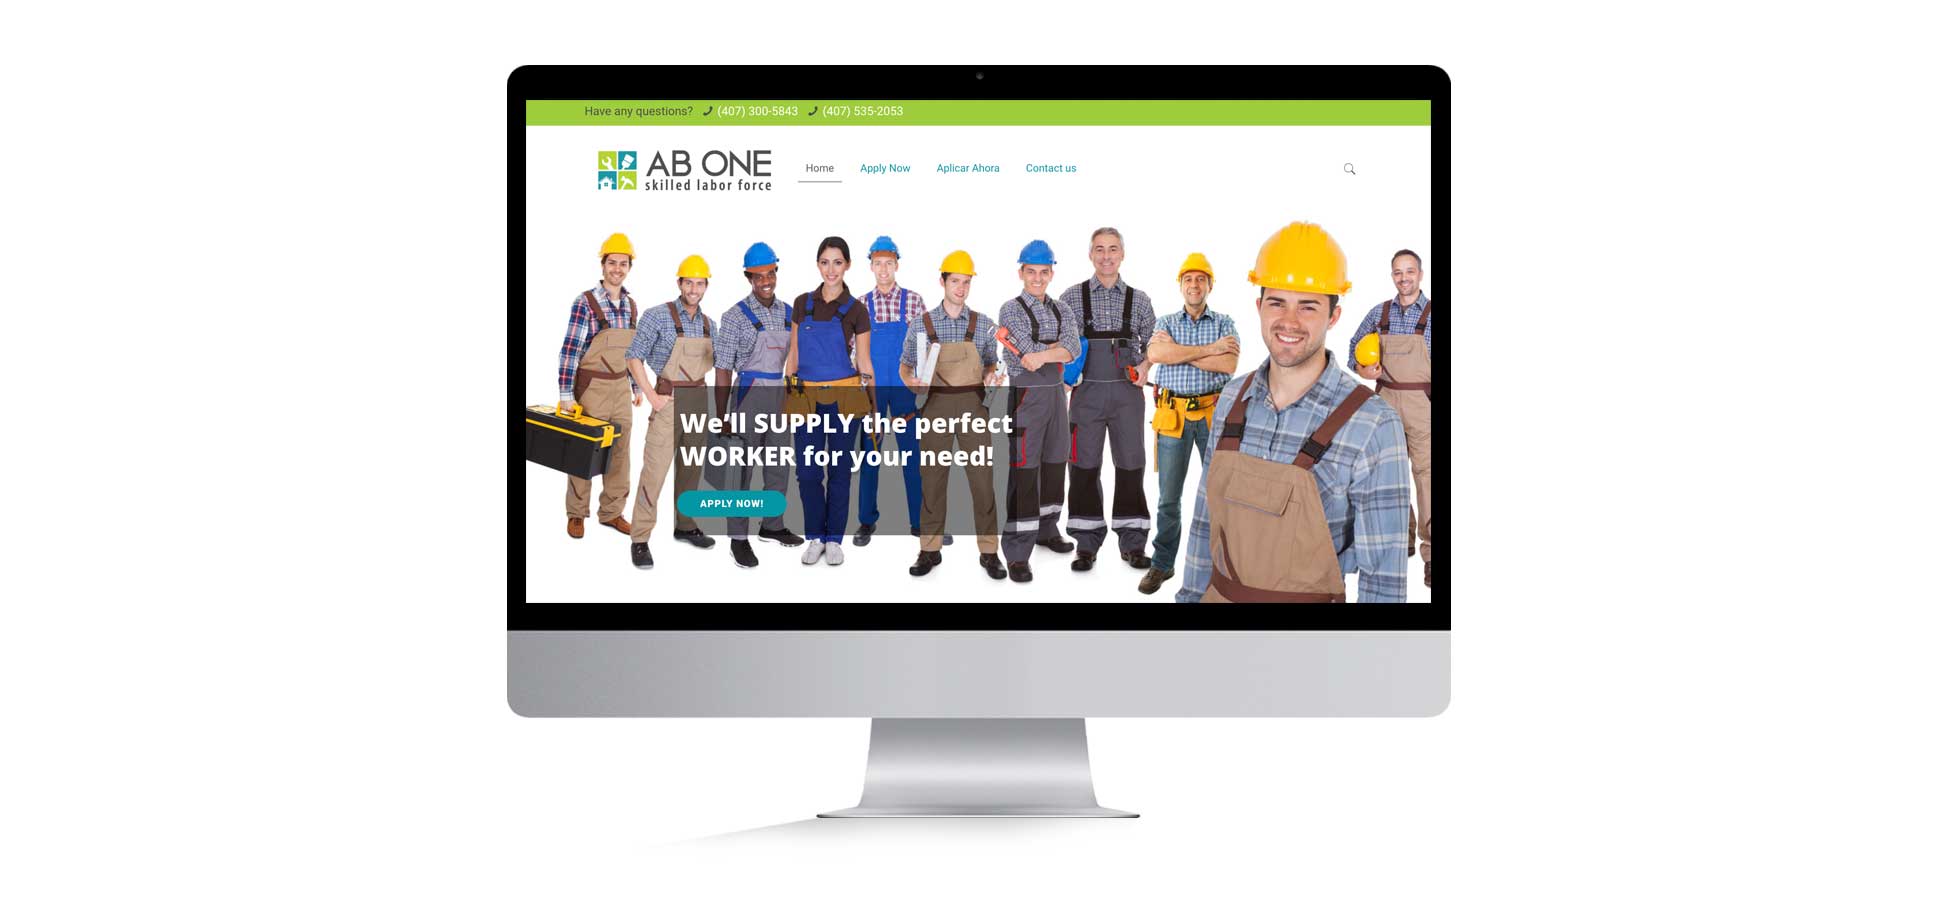 Have any questions? (407) 300-5843 (407) 535-2053
AB ONE
skilled labor force
Home Apply Now Aplicar Ahora Contact us
We'll SUPPLY the perfect
WORKER for your need!
APPLY NOW!